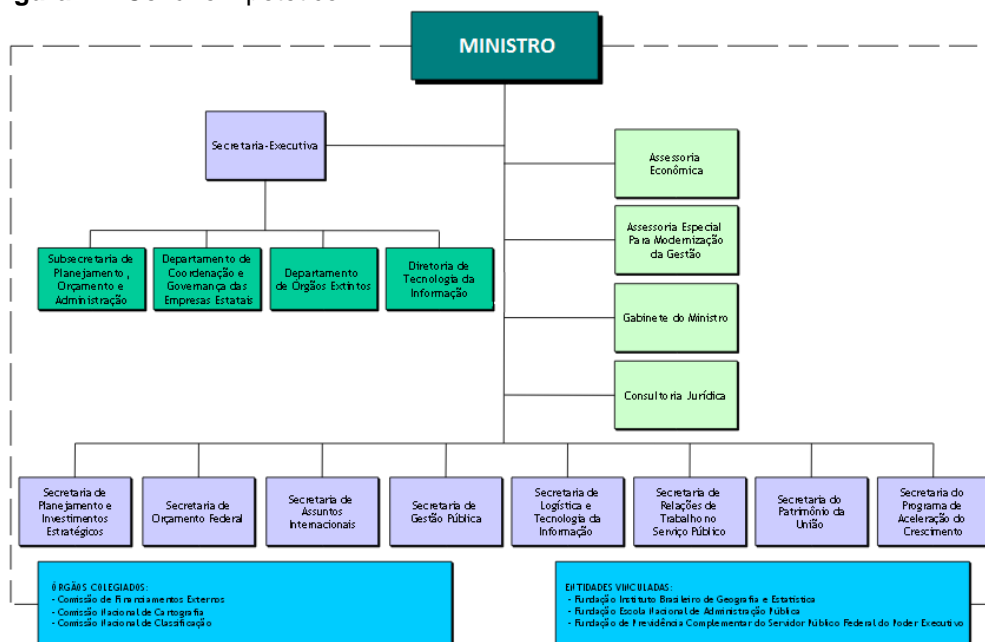 MINISTRO
Secretaria-Executiva
Assessoria
Econômica
Assessoria Especial
Para Modernização
da Gestão
Subsecretaria de
Planejamento,
Orçamento e
Administração
Departamento de
Coordenação e
Governança das
Empresas Estatais
Departamento
de Órgãos Extintos
Diretoria de
Tecnologia da
Informação
Gabinete do Ministro
Consultoria Jurídica
Secretaria de
Planejamento e
Investimentos
Estratégicos
Secretaria de
Orçamento Federal
Secretaria de
Assuntos
Internacionais
Secretaria de
Gestão Pública
Secretaria de
Logística e
Tecnologia da
Informação
Secretaria de
Relações de
Trabalho no
Serviço Público
Secretaria do
Patrimônio da
União
Secretaria do
Programa de
Aceleração do
Crescimento
ÓRGÃOS COLEGIADOS:
- Comissão de Financiamentos Externos
- Comissão Nacional de Cartografia
- Comissão Nacional de Classificação
ENTIDADES VINCULADAS:
- Fundação Instituto Brasileiro de Geografia e Estatística
- Fundação Escola Nacional de Administração Pública
- Fundação de Previdência Complementar do Servidor Público Federal do Poder Executivo